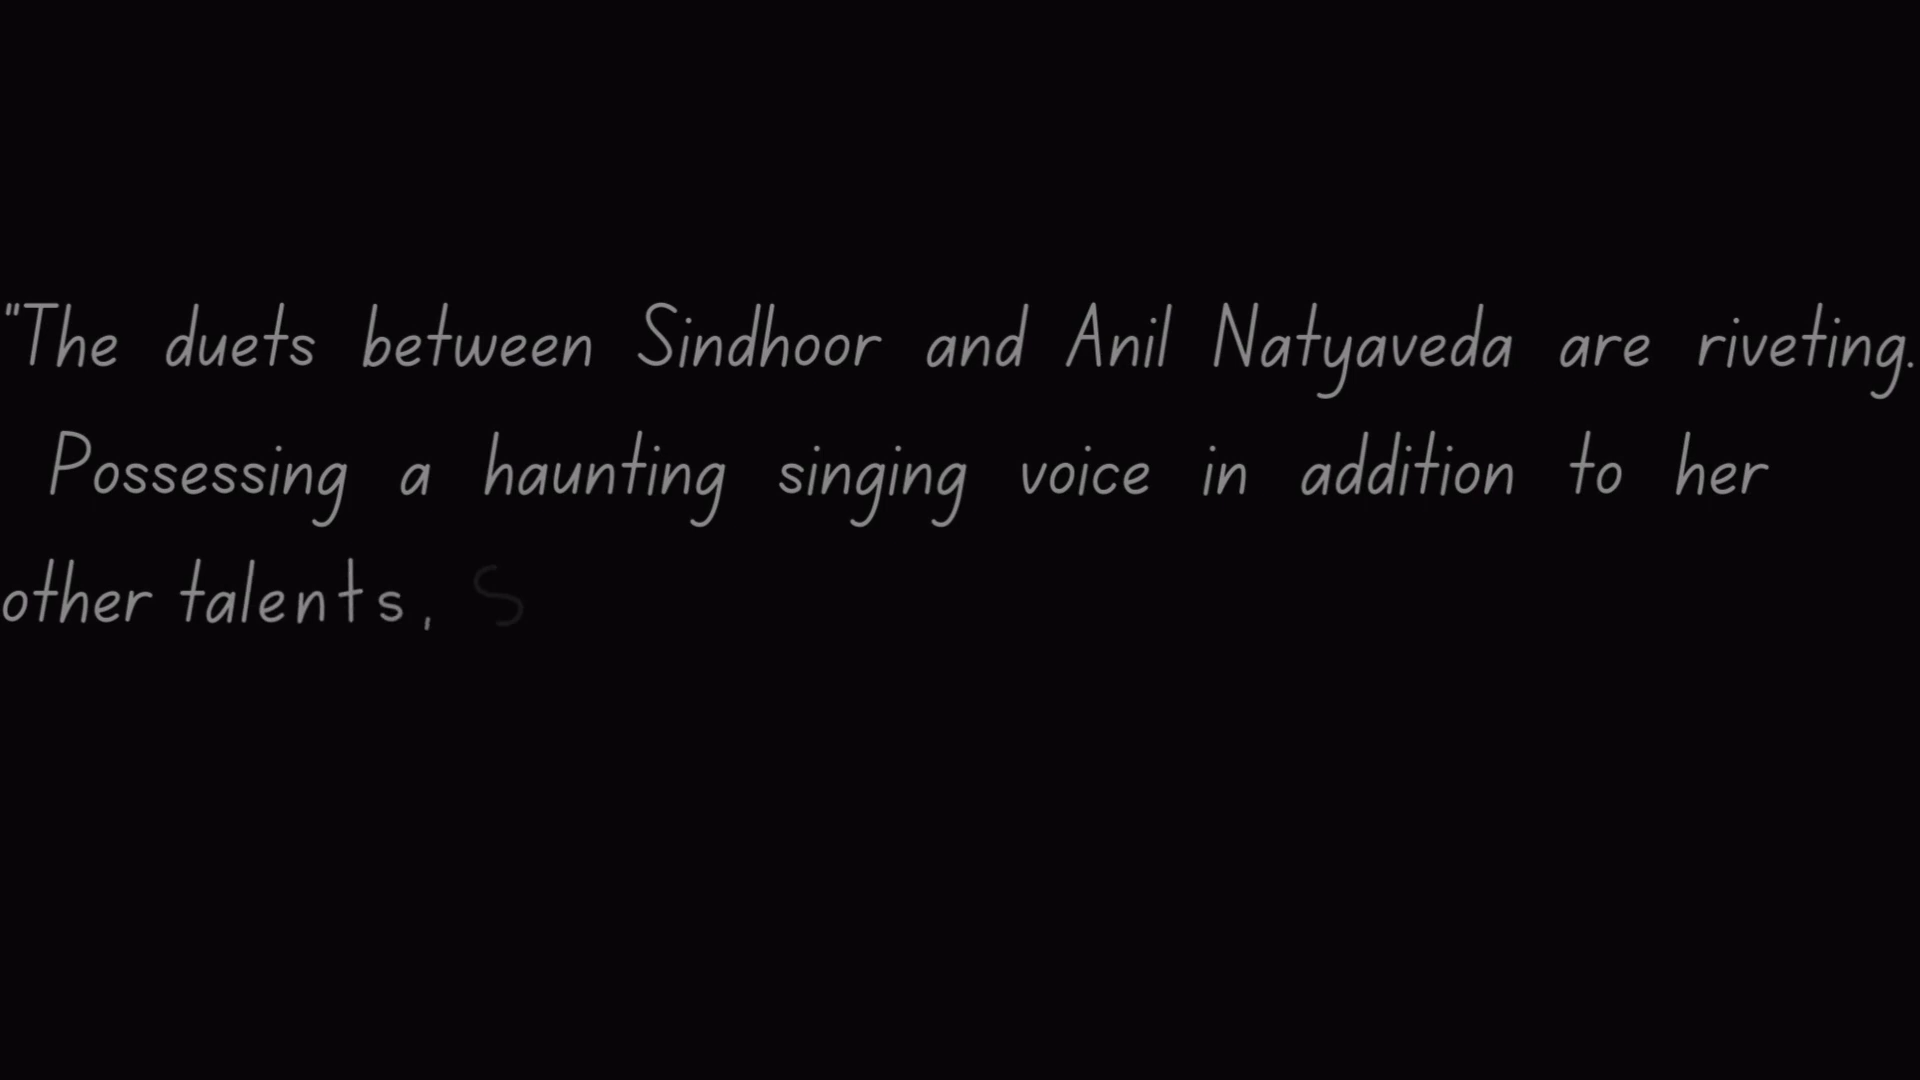 "The duets between Sindhoor and Anil Natyaveda are riveting.
Possessing a haunting singing voice in addition to her
other talents, S